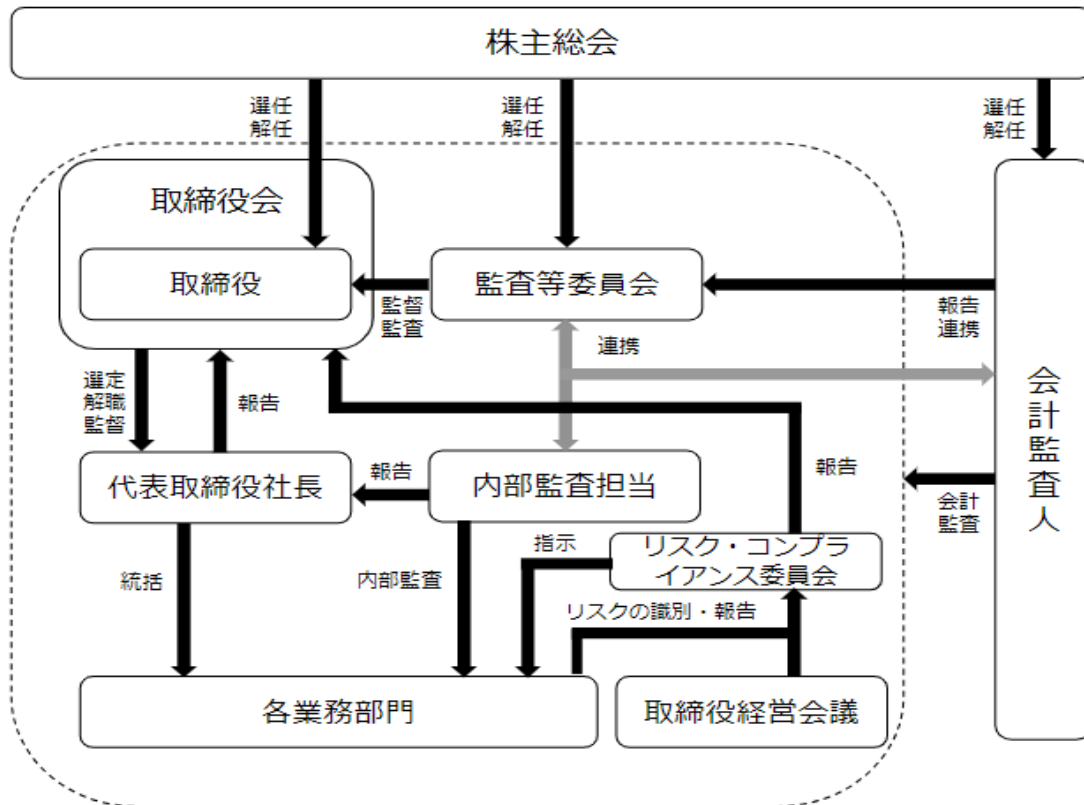 株主総会
選任
解任
選任
解任
選任
解任
取締役会
取締役
監督
監査
監査等委員会
報告
連携
連携
会計監査人
選定
解職
監督
報告
代表取締役社長
報告
内部監査担当
報告
会計
監査
統括
内部監査
指示
リスク・コンプラ
イアンス委員会
リスクの識別・報告
各業務部門
取締役経営会議